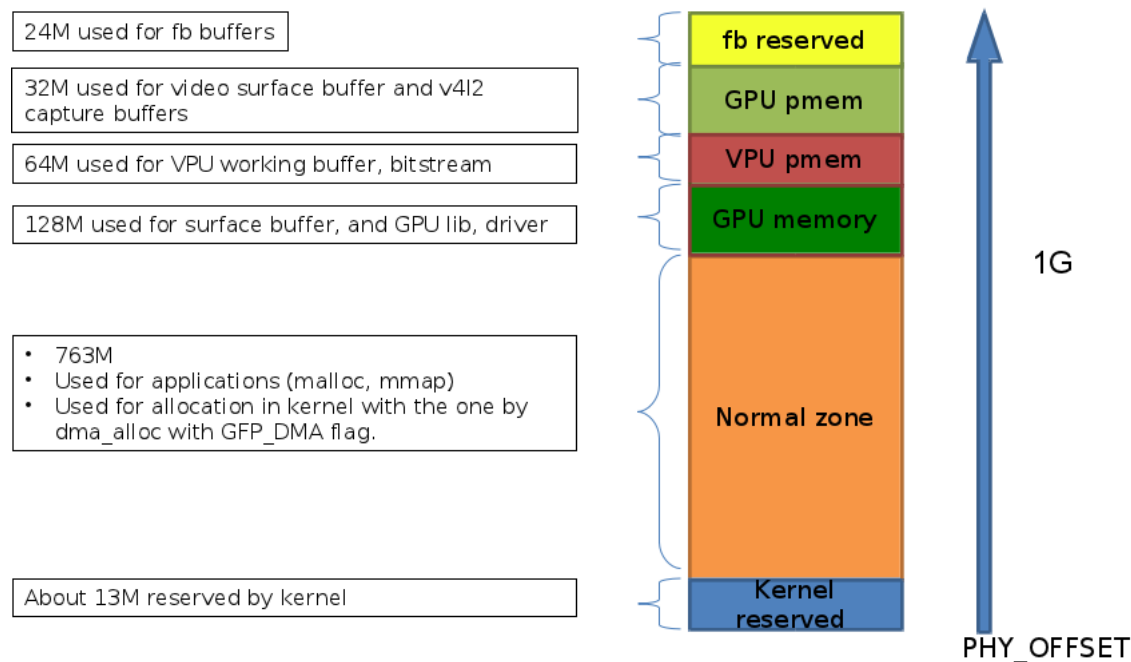 24M used for fb buffers
fb reserved
32M used for video surface buffer and v4l2
capture buffers
GPU pmem
64M used for VPU working buffer, bitstream
VPU pmem
128M used for surface buffer, and GPU lib, driver
GPU memory
1G
• 763M
• Used for applications (malloc, mmap)
• Used for allocation in kernel with the one by
dma_alloc with GFP_DMA flag.
Normal zone
About 13M reserved by kernel
Kernel
reserved
PHY_OFFSET